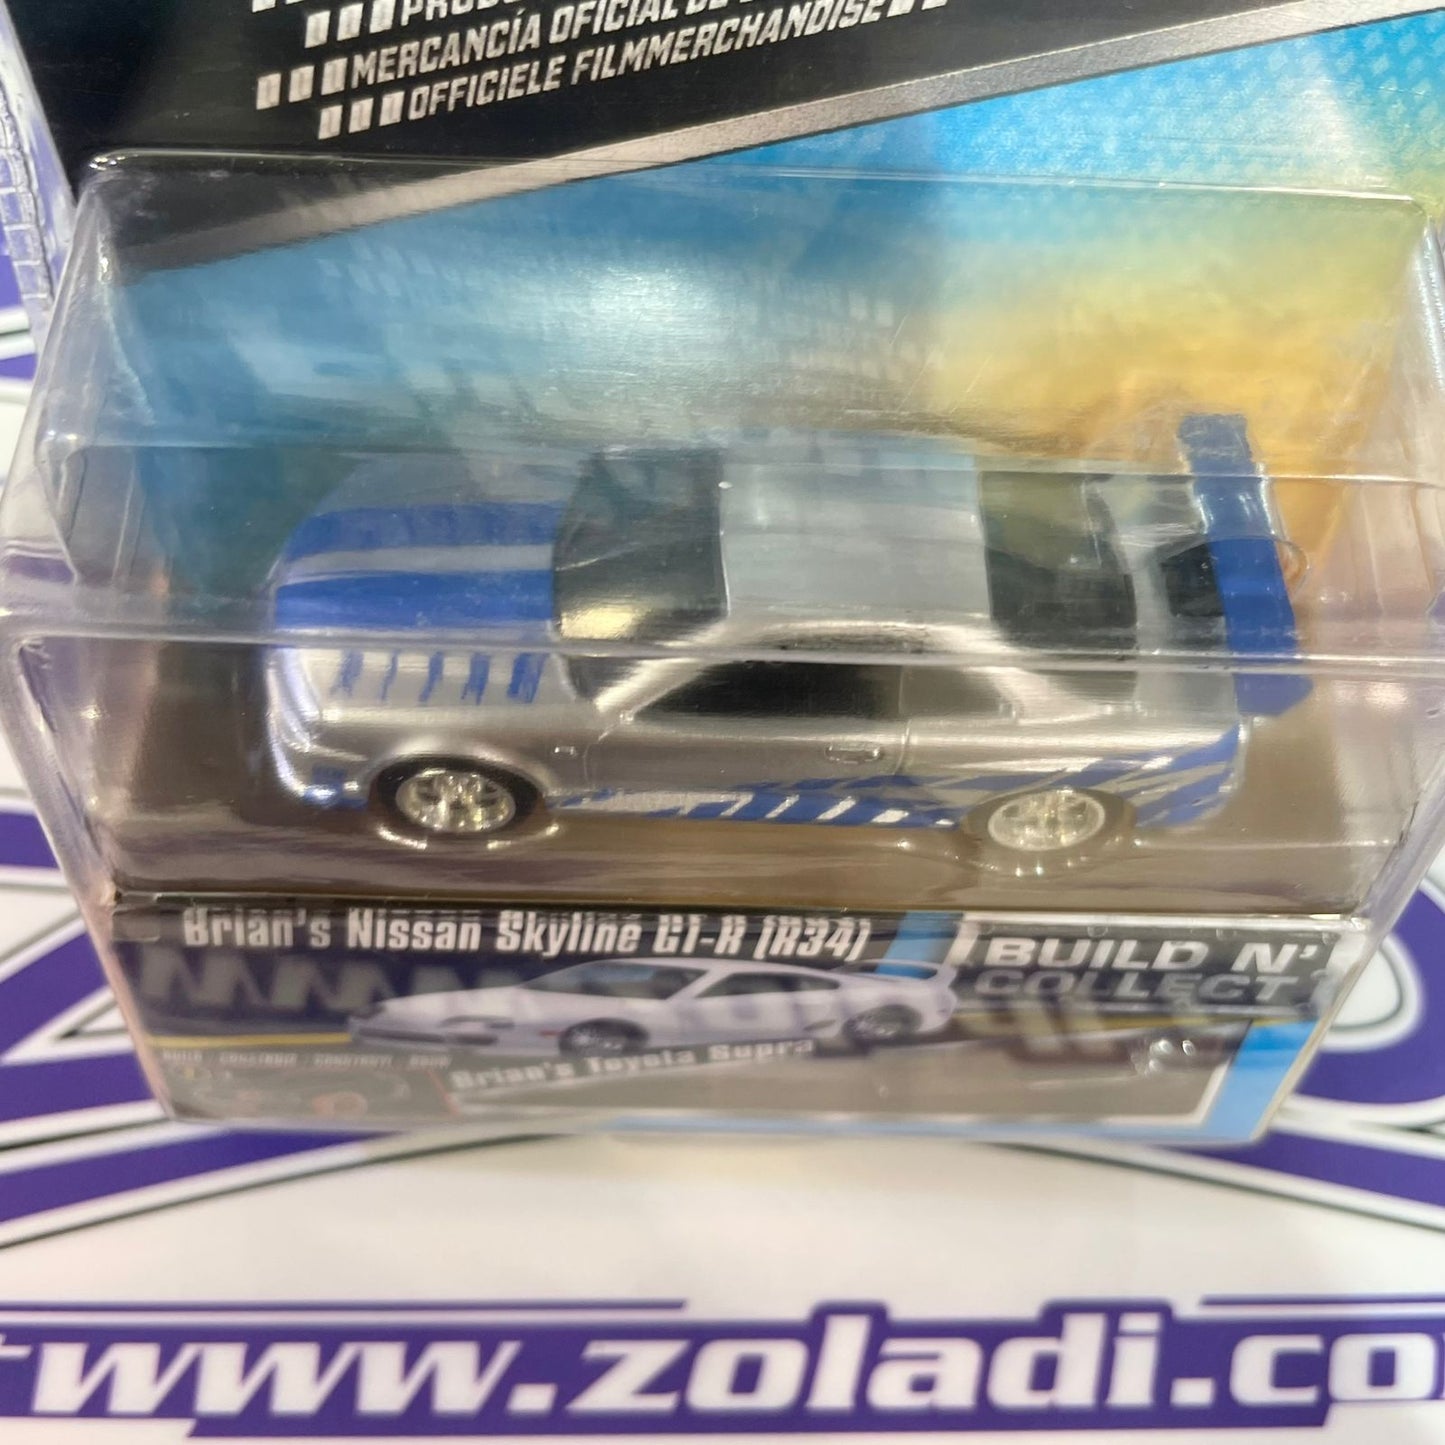 MERCANCÍA OFICIAL DE
OFFICIELE FILMMERCHANDISE
Brian's Nissan Skyline GT-R (R34)
BUILD N'
COLLECT
Brian's Toyota Supra
www.zoladi.co